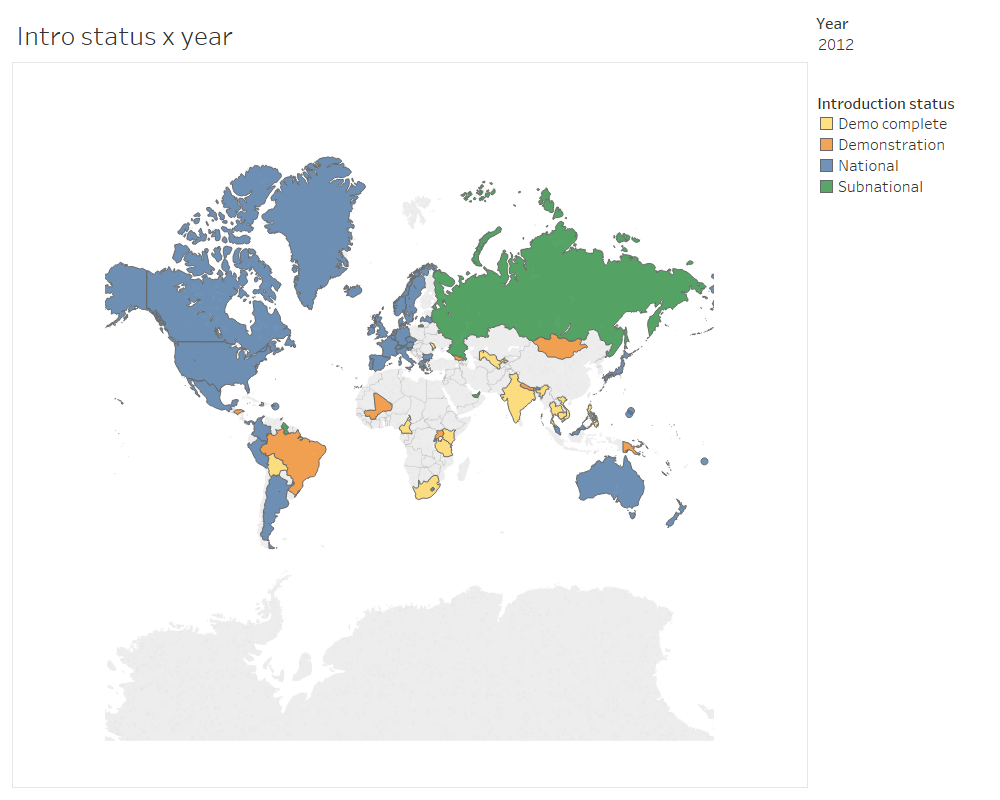 Intro status x year
Year
2012
Introduction status
Demo complete
Demonstration
National
Subnational